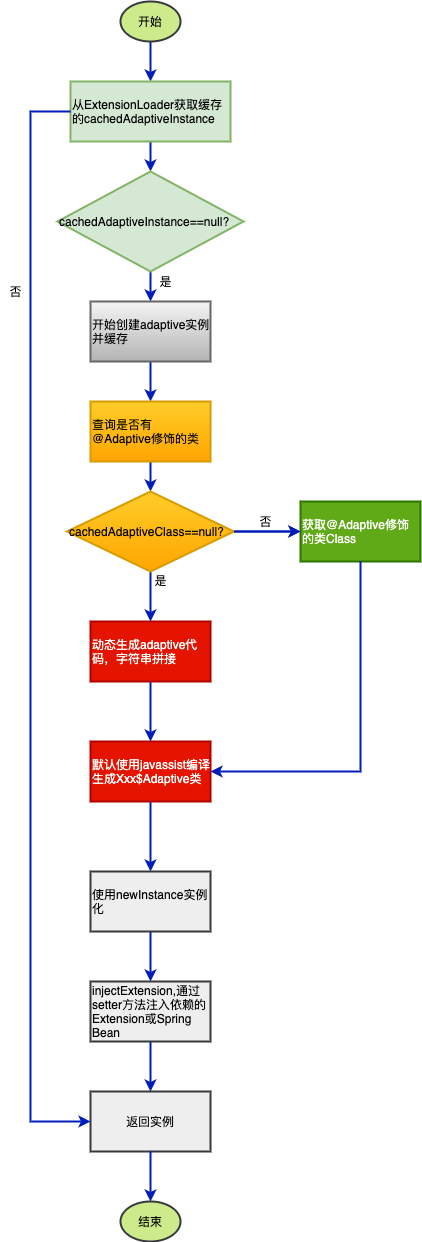 开始
从ExtensionLoader获取缓存
的cachedAdaptiveInstance
cachedAdaptiveInstance==null?
否
是
开始创建adaptive实例
并缓存
查询是否有
@Adaptive修饰的类
cachedAdaptiveClass==null?
否
获取@Adaptive修饰
的类Class
是
动态生成adaptive代
码，字符串拼接
默认使用javassist编译
生成Xxx$Adaptive类
使用newInstance实例
化
injectExtension,通过
setter方法注入依赖的
Extension或Spring
Bean
返回实例
结束